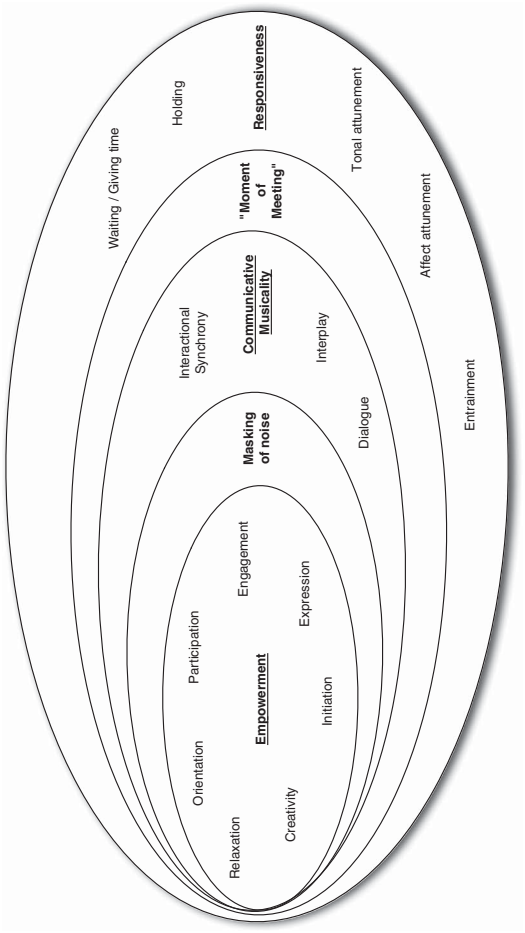 Relaxation
Orientation
Participation
Engagement
Empowerment
Creativity
Initiation
Expression
Masking
of noise
Interactional
Synchrony
Communicative
Musicality
Interplay
Dialogue
"Moment
of
Meeting"
Waiting / Giving time
Holding
Responsiveness
Tonal attunement
Affect attunement
Entrainment